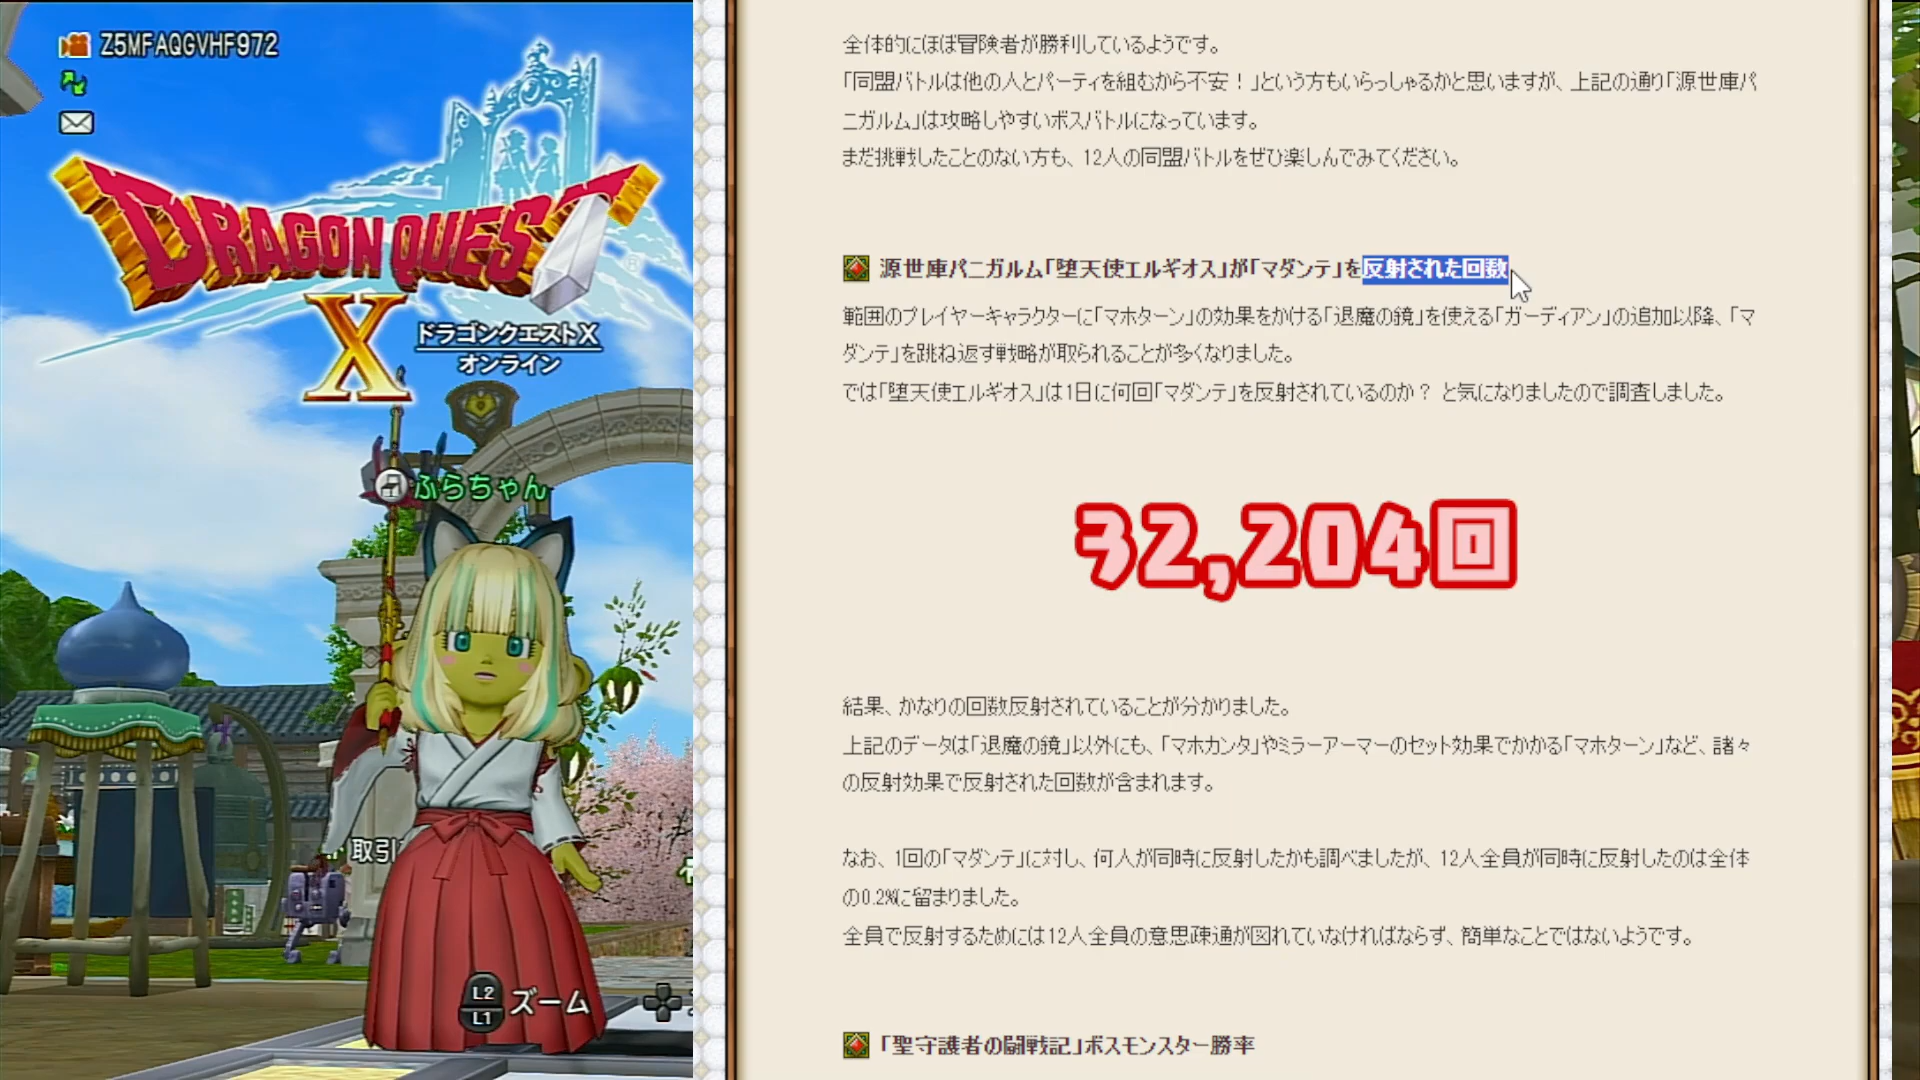 Z5MFAQGVHF972
DRAGON QUEST
X
ドラゴンクエストX
オンライン
ふらちゃん
取引
L2
L1
ズーム
全体的にほぼ冒険者が勝利しているようです。
「同盟バトルは他の人とパーティを組むから不安！」という方もいらっしゃるかと思いますが、上記の通り「源世庫パ
ニガルム」は攻略しやすいボスバトルになっています。
まだ挑戦したことのない方も、12人の同盟バトルをぜひ楽しんでみてください。
源世庫パニガルム「堕天使エルギオス」が「マダンテ」を反射された回数
範囲のプレイヤーキャラクターに「マホターン」の効果をかける「退魔の鏡」を使える「ガーディアン」の追加以降、「マ
ダンテ」を跳ね返す戦略が取られることが多くなりました。
では「堕天使エルギオス」は1日に何回「マダンテ」を反射されているのか？ と気になりましたので調査しました。
32,204回
結果、かなりの回数反射されていることが分かりました。
上記のデータは「退魔の鏡」以外にも、「マホカンタ」やミラーアーマーのセット効果でかかる「マホターン」など、諸々
の反射効果で反射された回数が含まれます。
なお、1回の「マダンテ」に対し、何人が同時に反射したかも調べましたが、12人全員が同時に反射したのは全体
の0.2%に留まりました。
全員で反射するためには12人全員の意思疎通が図れていなければならず、簡単なことではないようです。
「聖守護者の闘戦記」ボスモンスター勝率